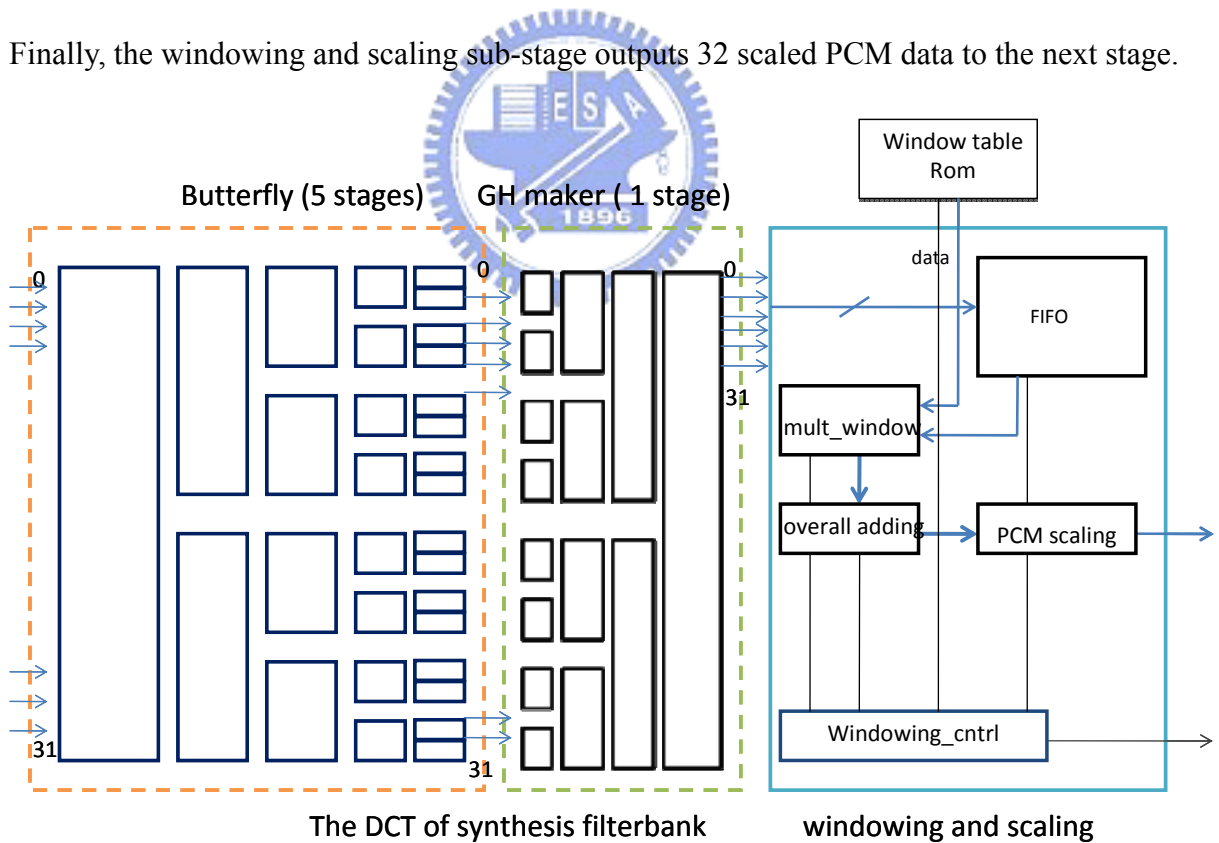 Finally, the windowing and scaling sub-stage outputs 32 scaled PCM data to the next stage.
E S A
1896
Window table
Rom
Butterfly (5 stages)
GH maker ( 1 stage)
data
0
0
0
FIFO
31
mult_window
overall adding
PCM scaling
31
31
Windowing_cntrl
The DCT of synthesis filterbank
windowing and scaling